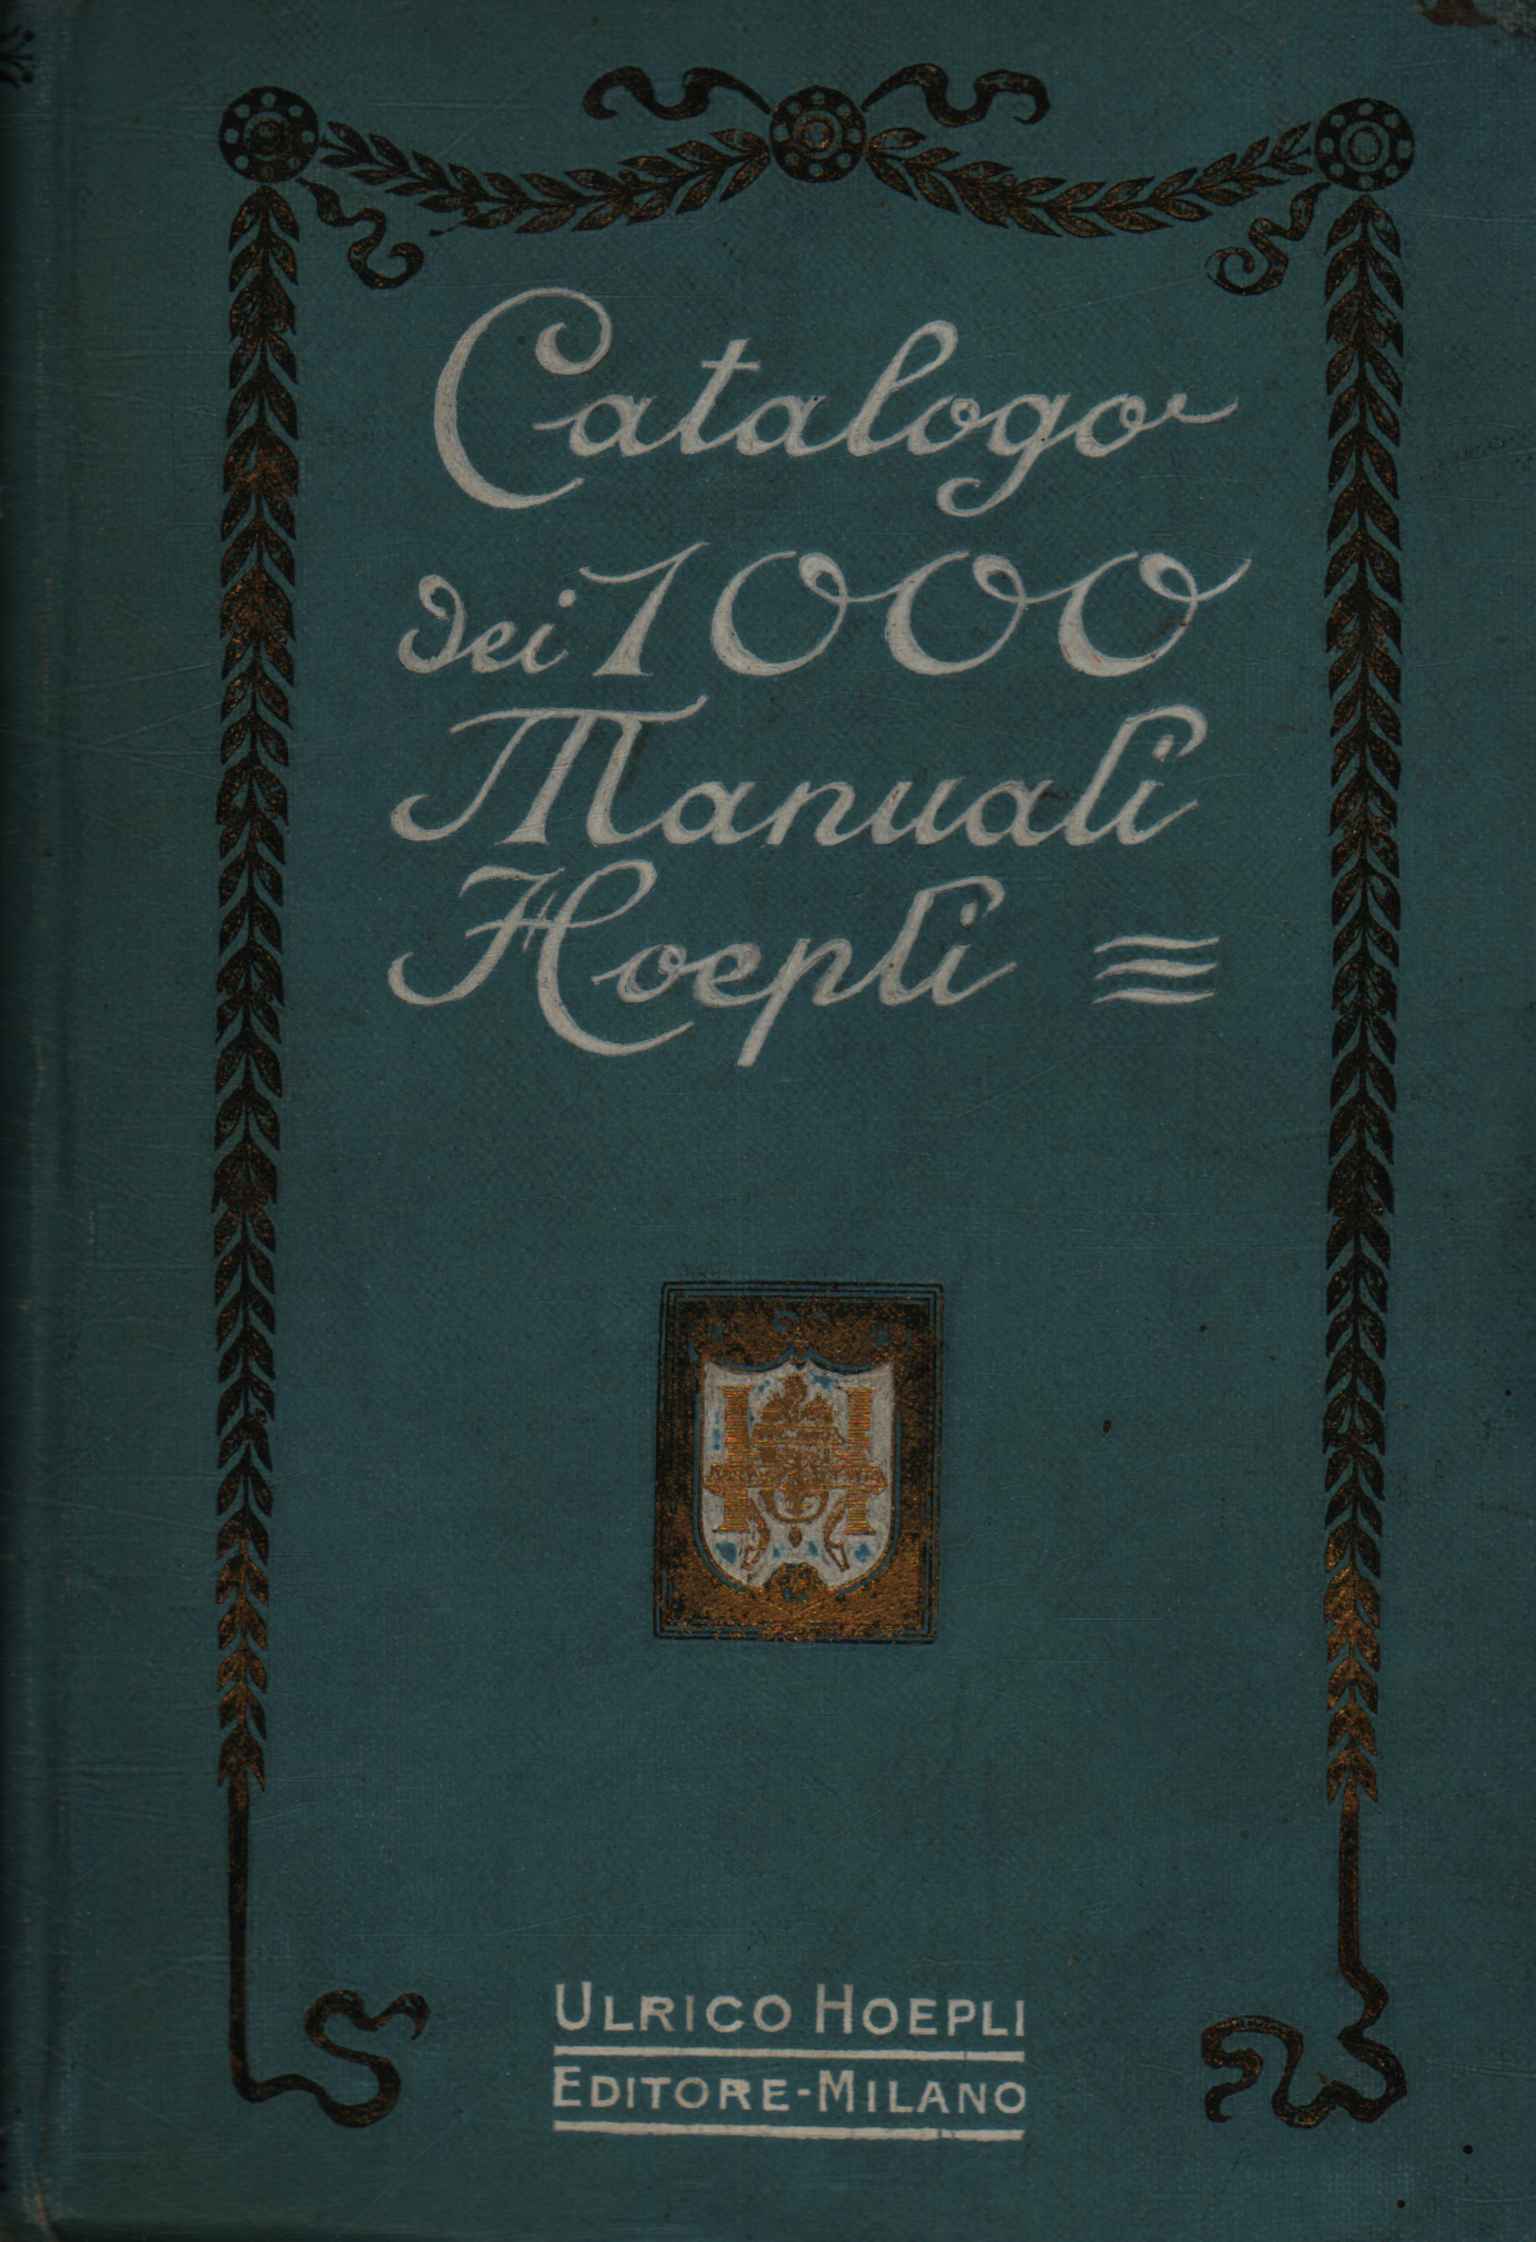 Catalogo
dei 1000
Manuali
Hoepli
ULRICO HOEPLI
EDITORE-MILANO